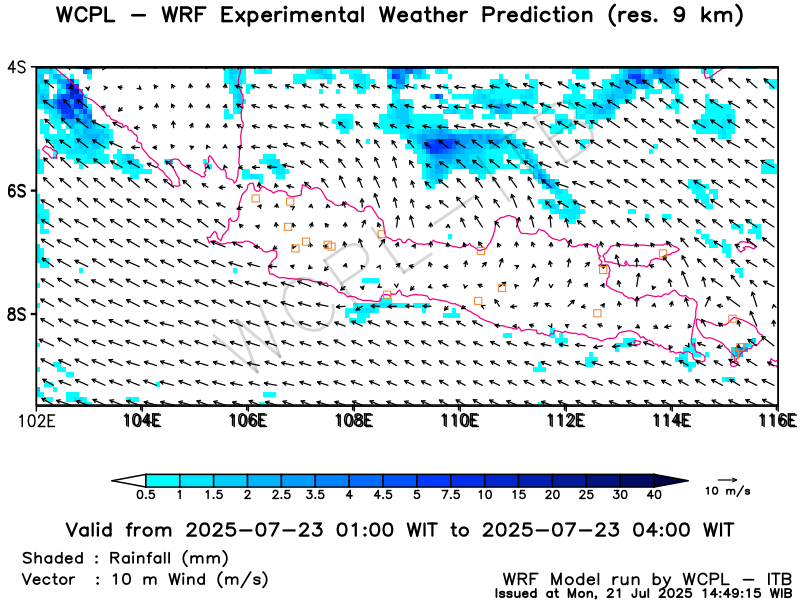 WCPL – WRF Experimental Weather Prediction (res. 9 km)
4S
6S
8S
102E 104E 106E 108E 110E 112E 114E 116E
WCPL-ITB
0.5 1 1.5 2 2.5 3.5 4 4.5 5 7.5 10 15 20 25 30 40
10 m/s
Valid from 2025-07-23 01:00 WIT to 2025-07-23 04:00 WIT
Shaded : Rainfall (mm)
Vector : 10 m Wind (m/s)
WRF Model run by WCPL – ITB
Issued at Mon, 21 Jul 2025 14:49:15 WIB